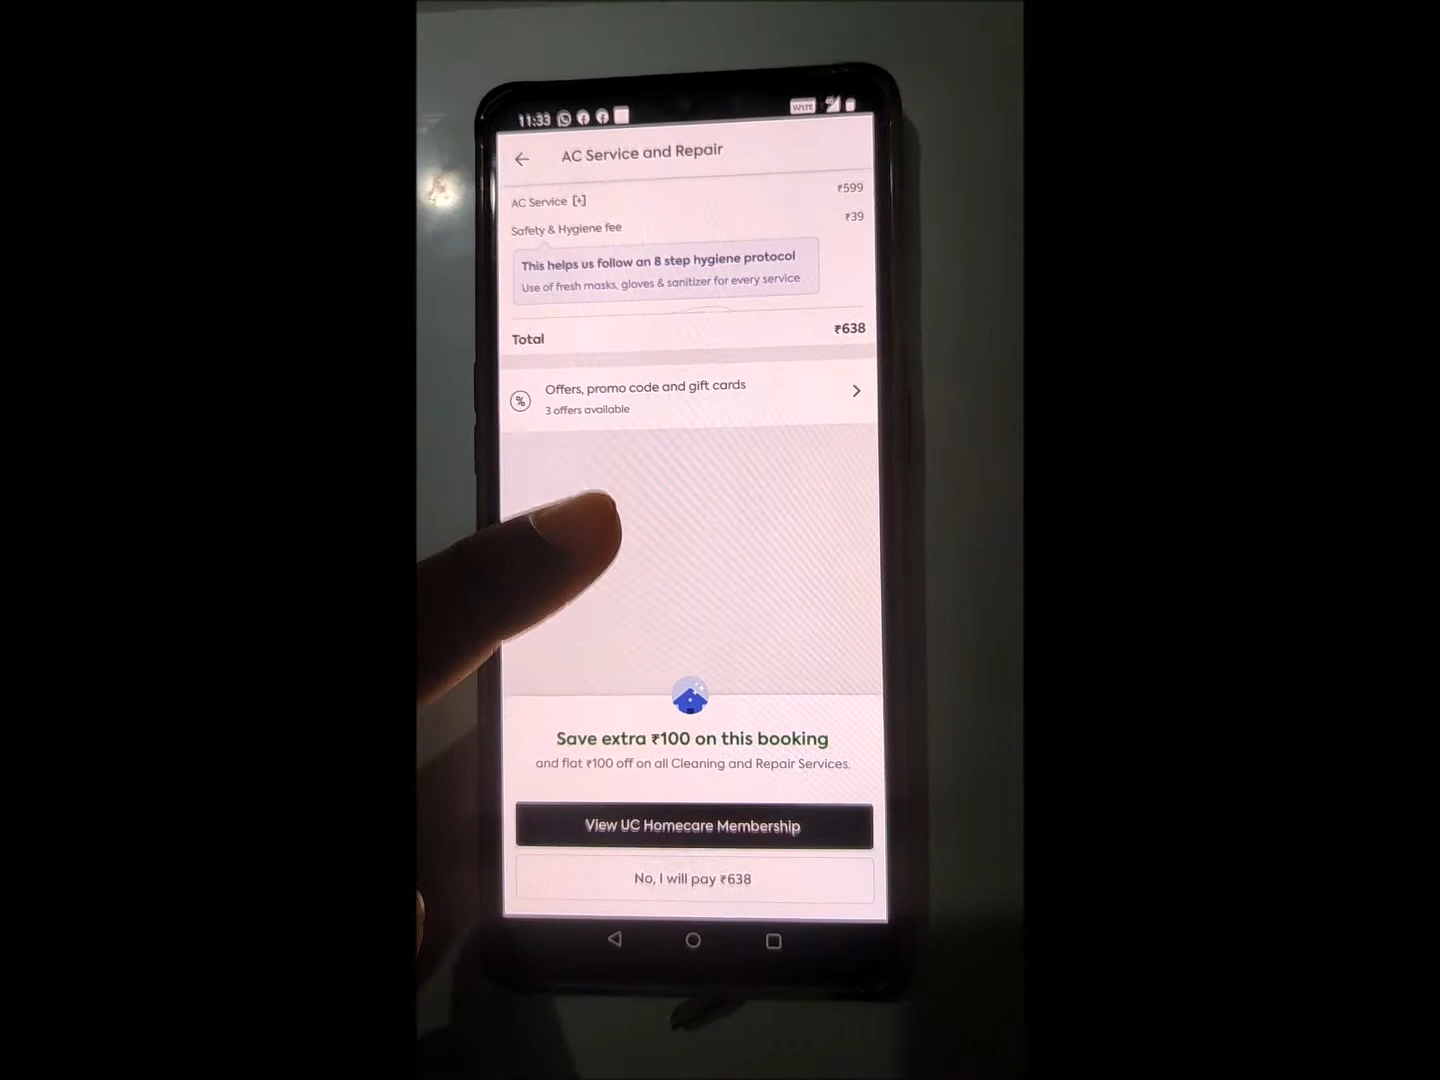 11:33
VoLTE 4G
AC Service and Repair
AC Service [+] ₹599
Safety & Hygiene fee ₹39
This helps us follow an 8 step hygiene protocol
Use of fresh masks, gloves & sanitizer for every service
Total ₹638
% Offers, promo code and gift cards
3 offers available
Save extra ₹100 on this booking
and flat ₹100 off on all Cleaning and Repair Services.
View UC Homecare Membership
No, I will pay ₹638